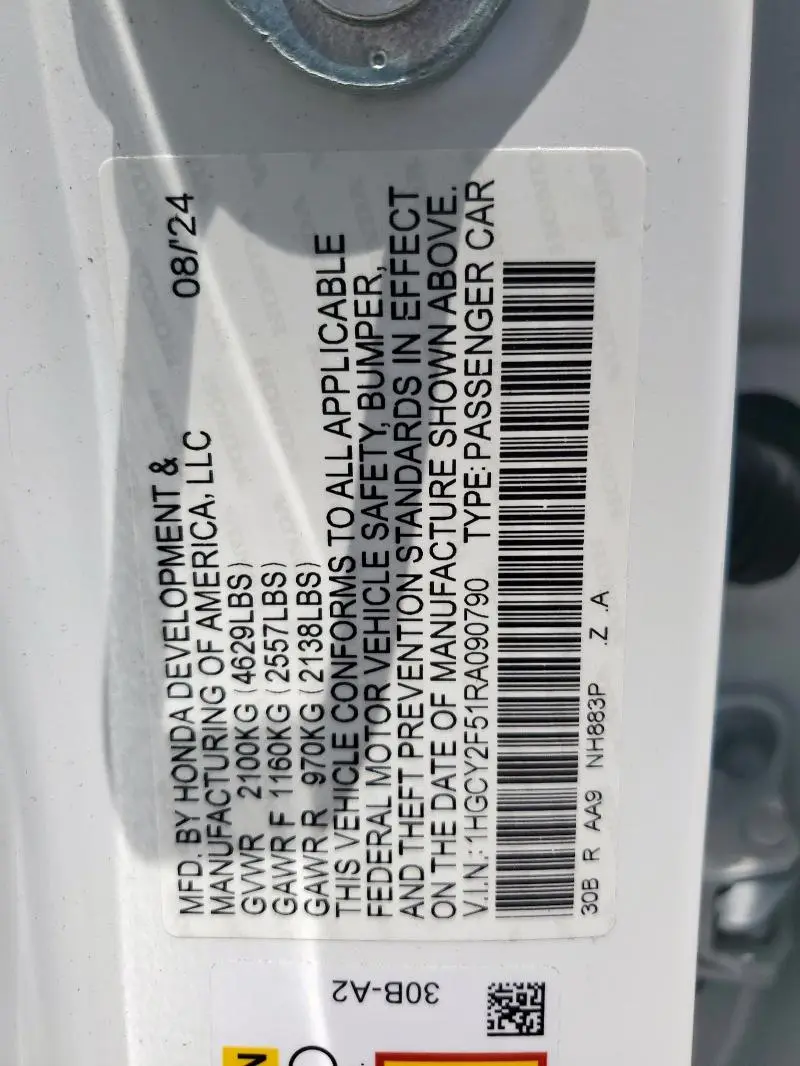 08/'24
MFD. BY HONDA DEVELOPMENT &
MANUFACTURING OF AMERICA, LLC
GVWR 2100KG (4629LBS)
GAWR F 1160KG (2557LBS)
GAWR R 970KG (2138LBS)
THIS VEHICLE CONFORMS TO ALL APPLICABLE
FEDERAL MOTOR VEHICLE SAFETY, BUMPER,
AND THEFT PREVENTION STANDARDS IN EFFECT
ON THE DATE OF MANUFACTURE SHOWN ABOVE.
V.I.N.: 1HGCY2F51RA090790 TYPE: PASSENGER CAR
30B R AA9 NH883P .Z .A
30B-A2